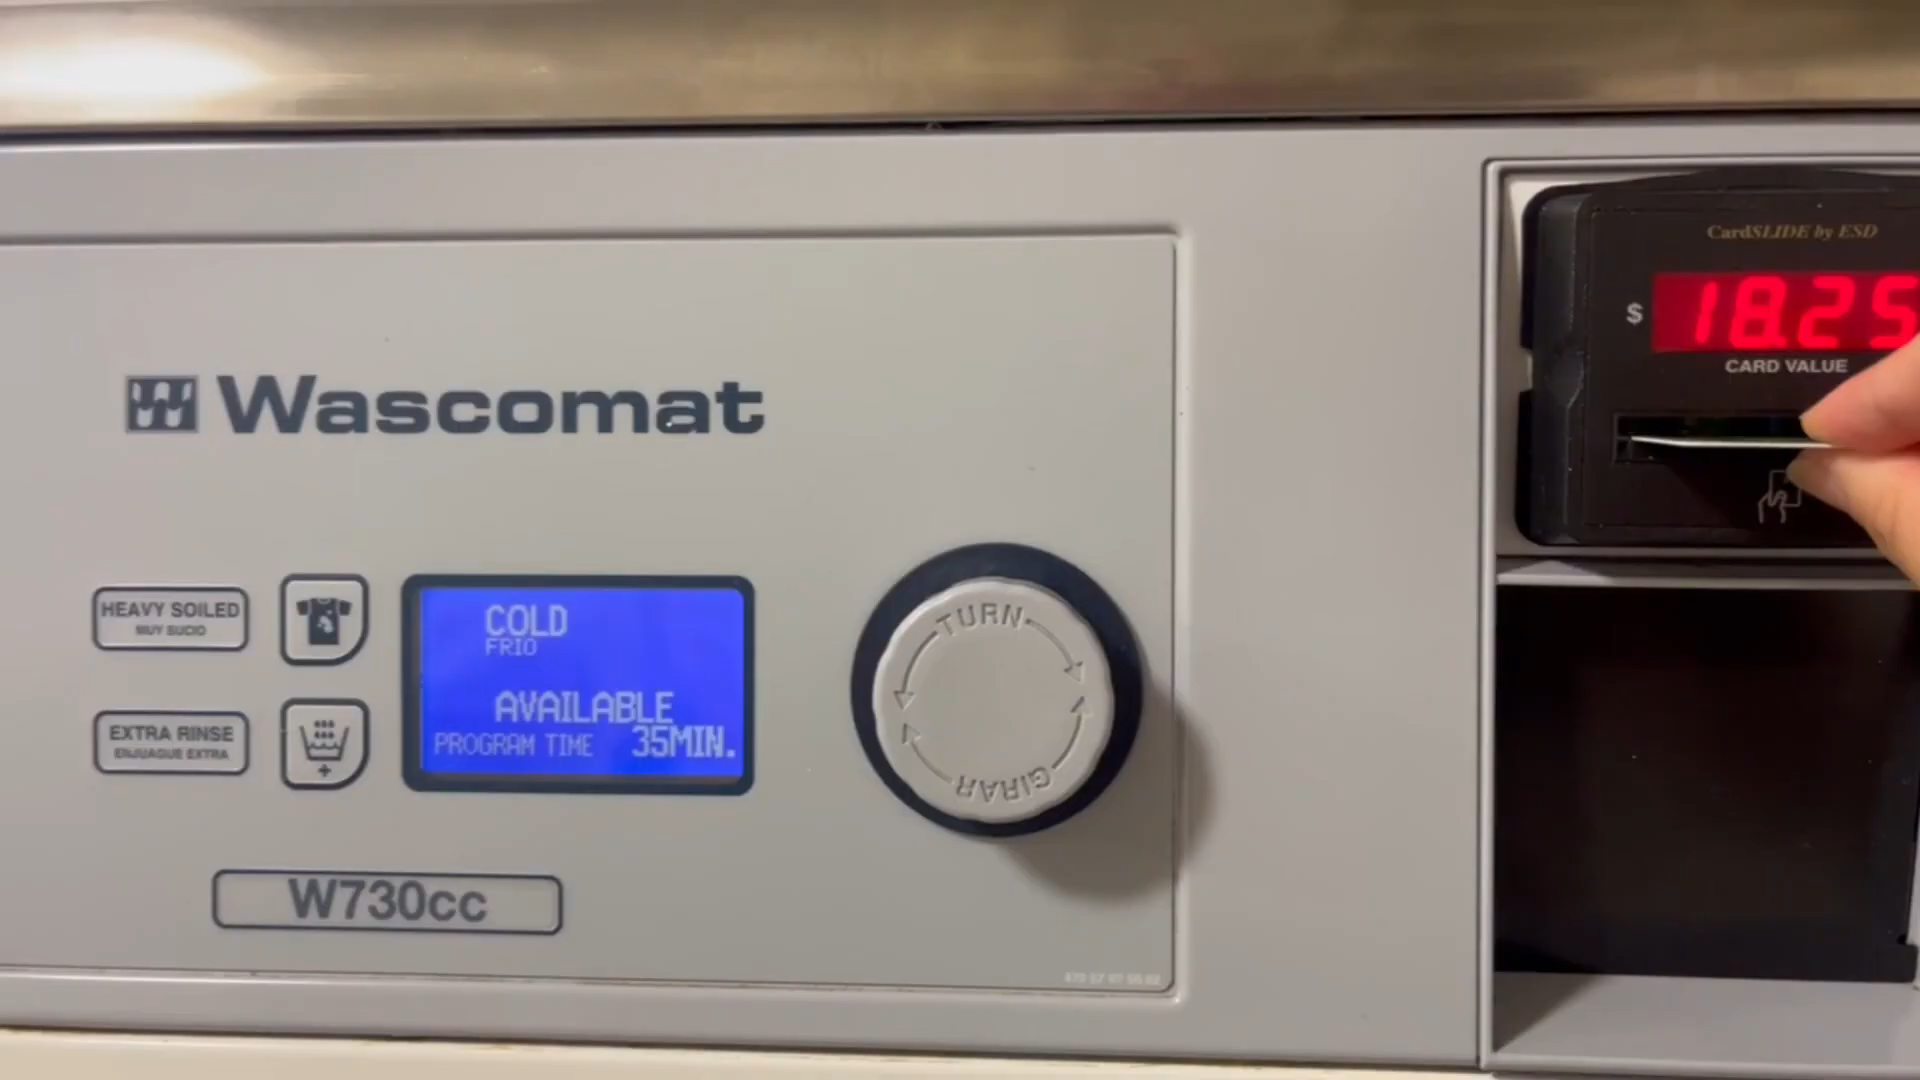 CardSLIDE by ESD
$ 18.25
CARD VALUE
Wascomat
HEAVY SOILED
MUY SUCIO
EXTRA RINSE
ENJUAGUE EXTRA
COLD
FRIO
AVAILABLE
PROGRAM TIME 35MIN.
TURN
GIRAR
W730cc